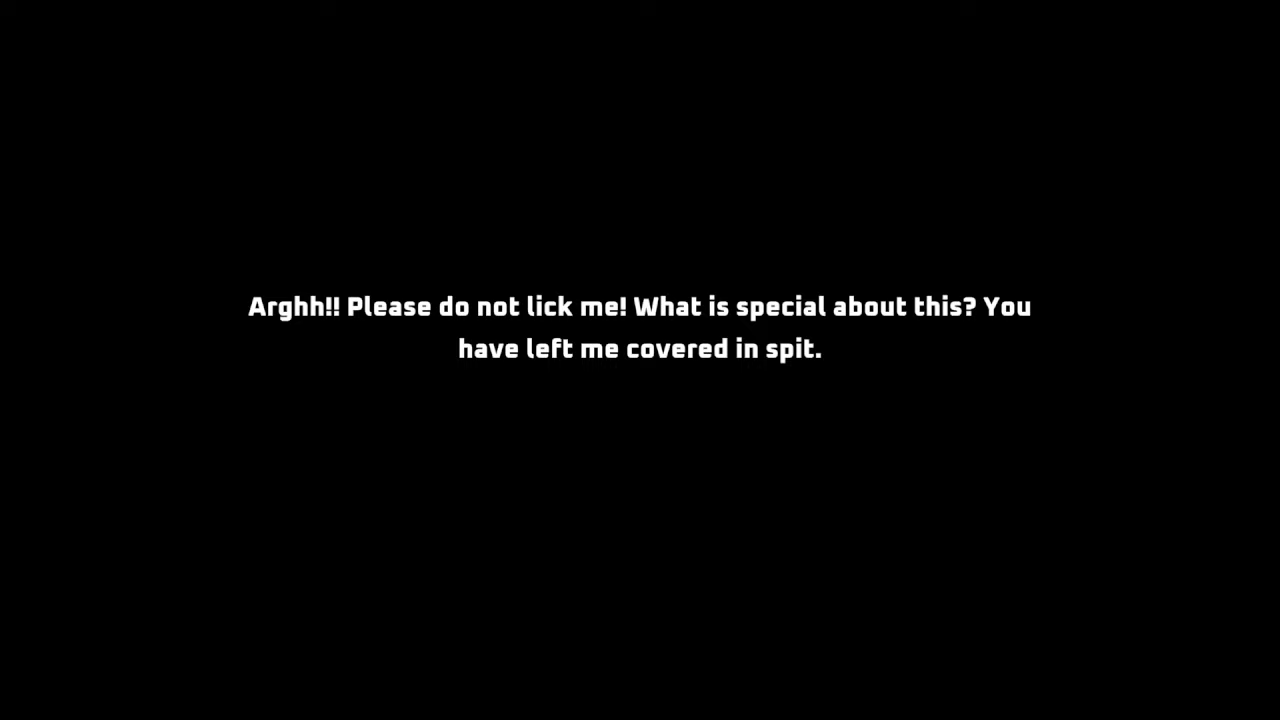 Arghh!! Please do not lick me! What is special about this? You
have left me covered in spit.